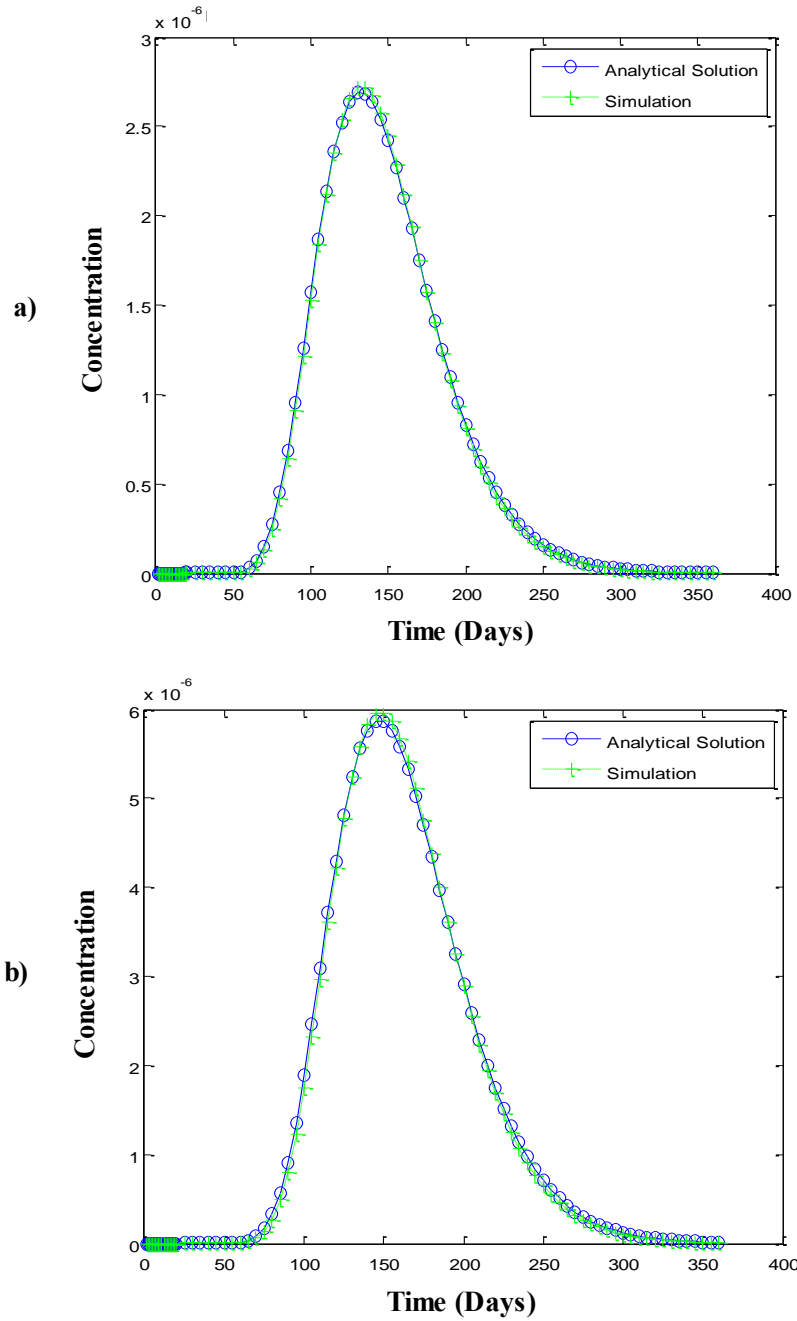 x 10-6
3
2.5
2
1.5
1
0.5
0
Analytical Solution
Simulation
a)
Concentration
0 50 100 150 200 250 300 350 400
Time (Days)
x 10-6
6
5
4
3
2
1
0
Analytical Solution
Simulation
b)
Concentration
0 50 100 150 200 250 300 350 400
Time (Days)